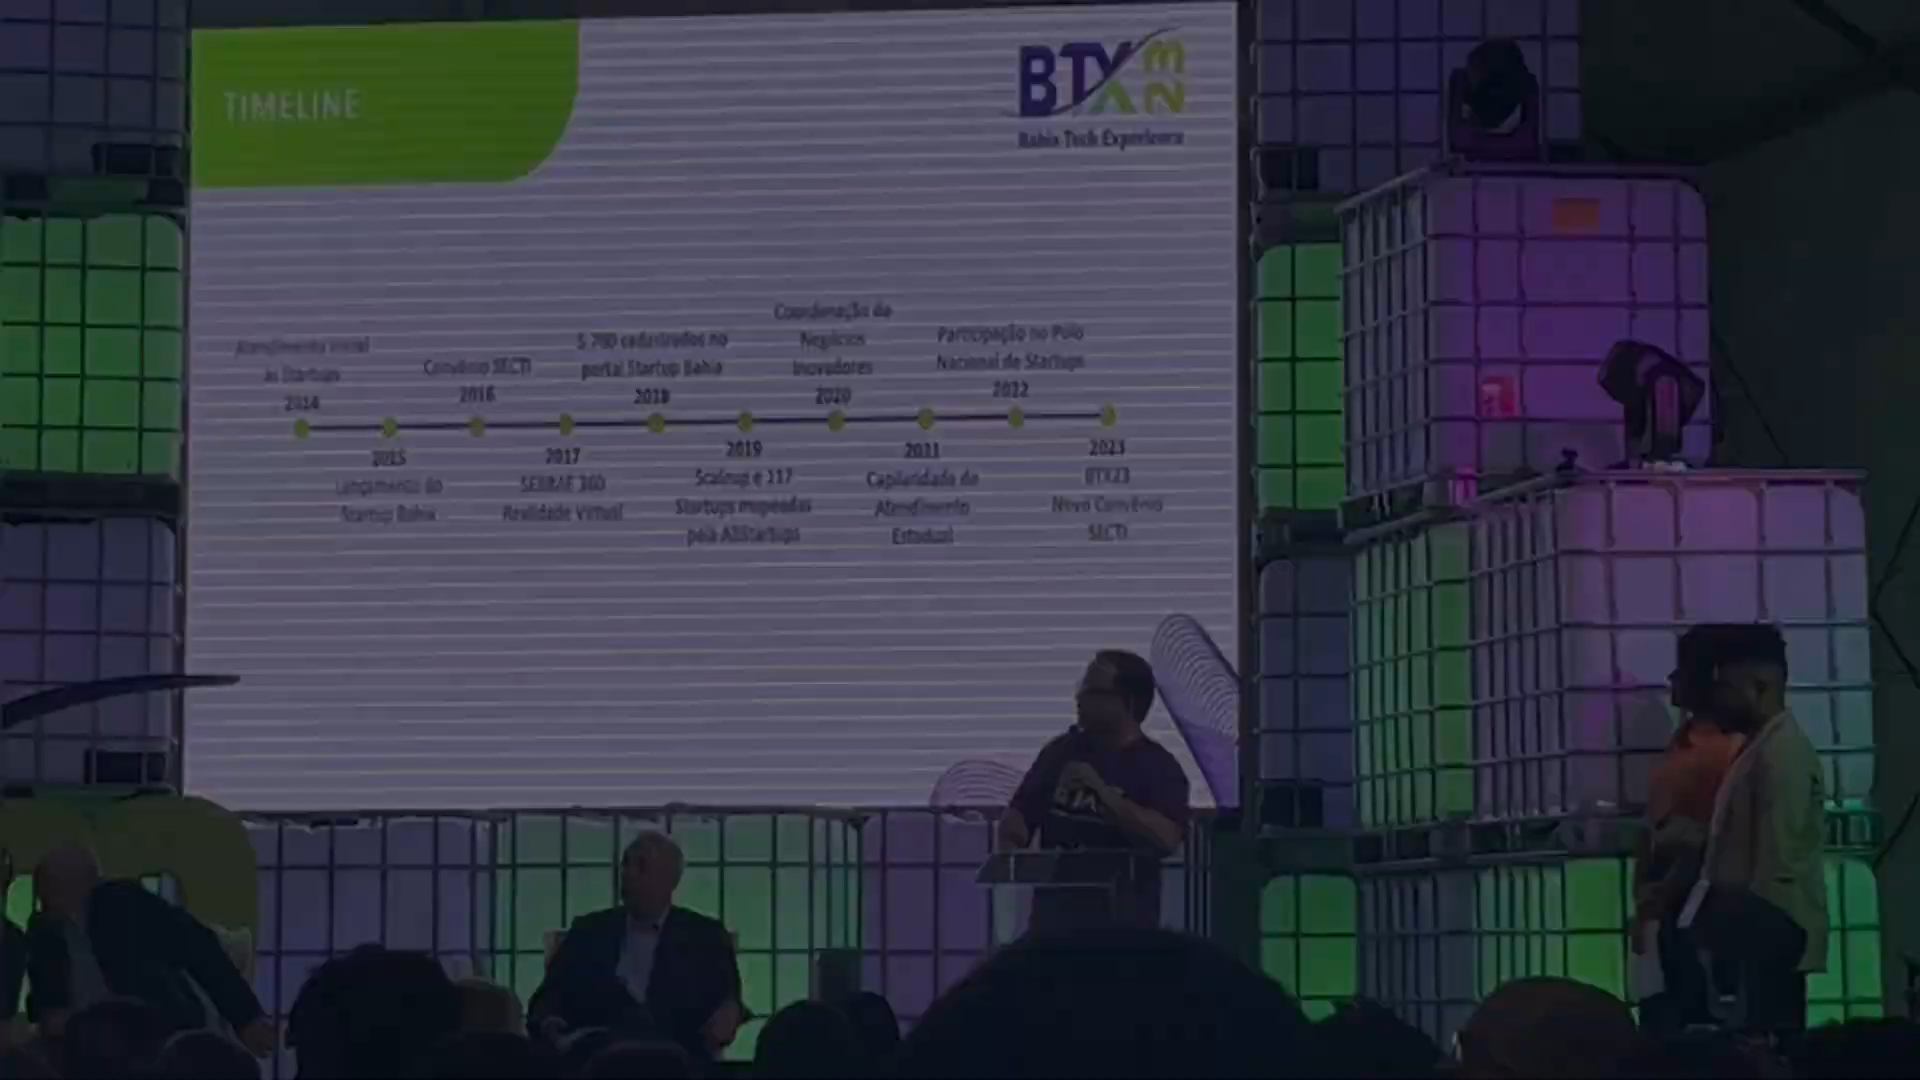 TIMELINE
BTX
23
Bahia Tech Experience
Atendimento inicial
às Startups
2014
2015
Lançamento do
Startup Bahia
Convênio SECTI
2016
2017
SEBRAE 360
Realidade Virtual
5.700 cadastrados no
portal Startup Bahia
2018
2019
Scaleup e 117
Startups mapeadas
pela ABStartups
Coordenação de
Negócios
Inovadores
2020
2021
Capilaridade de
Atendimento
Estadual
Participação no Polo
Nacional de Startups
2022
2023
BTX23
Novo Convênio
SECTI